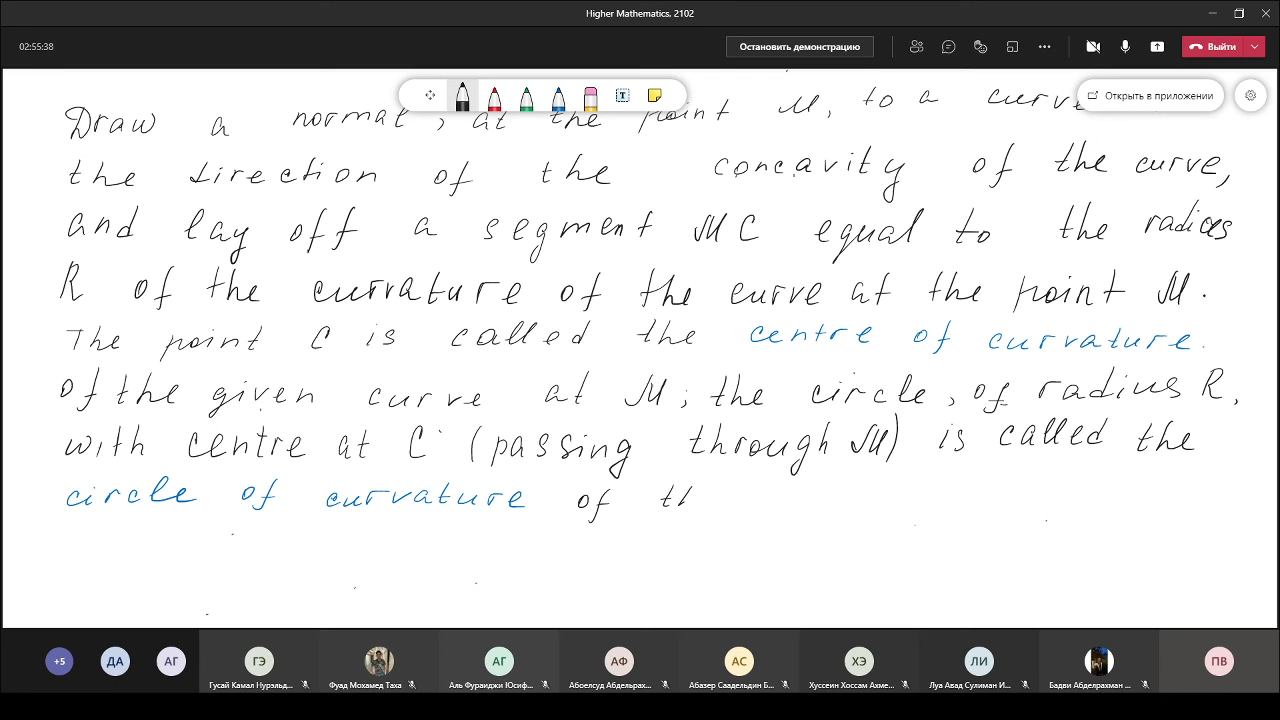 Higher Mathematics, 2102
02:55:38
Остановить демонстрацию
Выйти
Открыть в приложении
Draw a normal, at the point M, to a curve
the direction of the concavity of the curve,
and lay off a segment MC equal to the radius
R of the curvature of the curve at the point M.
The point C is called the centre of curvature
of the given curve at M; the circle, of radius R,
with centre at C (passing through M) is called the
circle of curvature of th
+5
ДА
АГ
ГЭ
АГ
АФ
АС
ХЭ
ЛИ
ПВ
Гусай Камал Нурэльд...
Фуад Мохамед Таха
Аль Фураиджи Юсиф...
Абоелсуд Абдельрах...
Абазер Саадельдин Б...
Хуссеин Хоссам Ахме...
Луа Авад Сулиман И...
Бадви Абделрахман ...